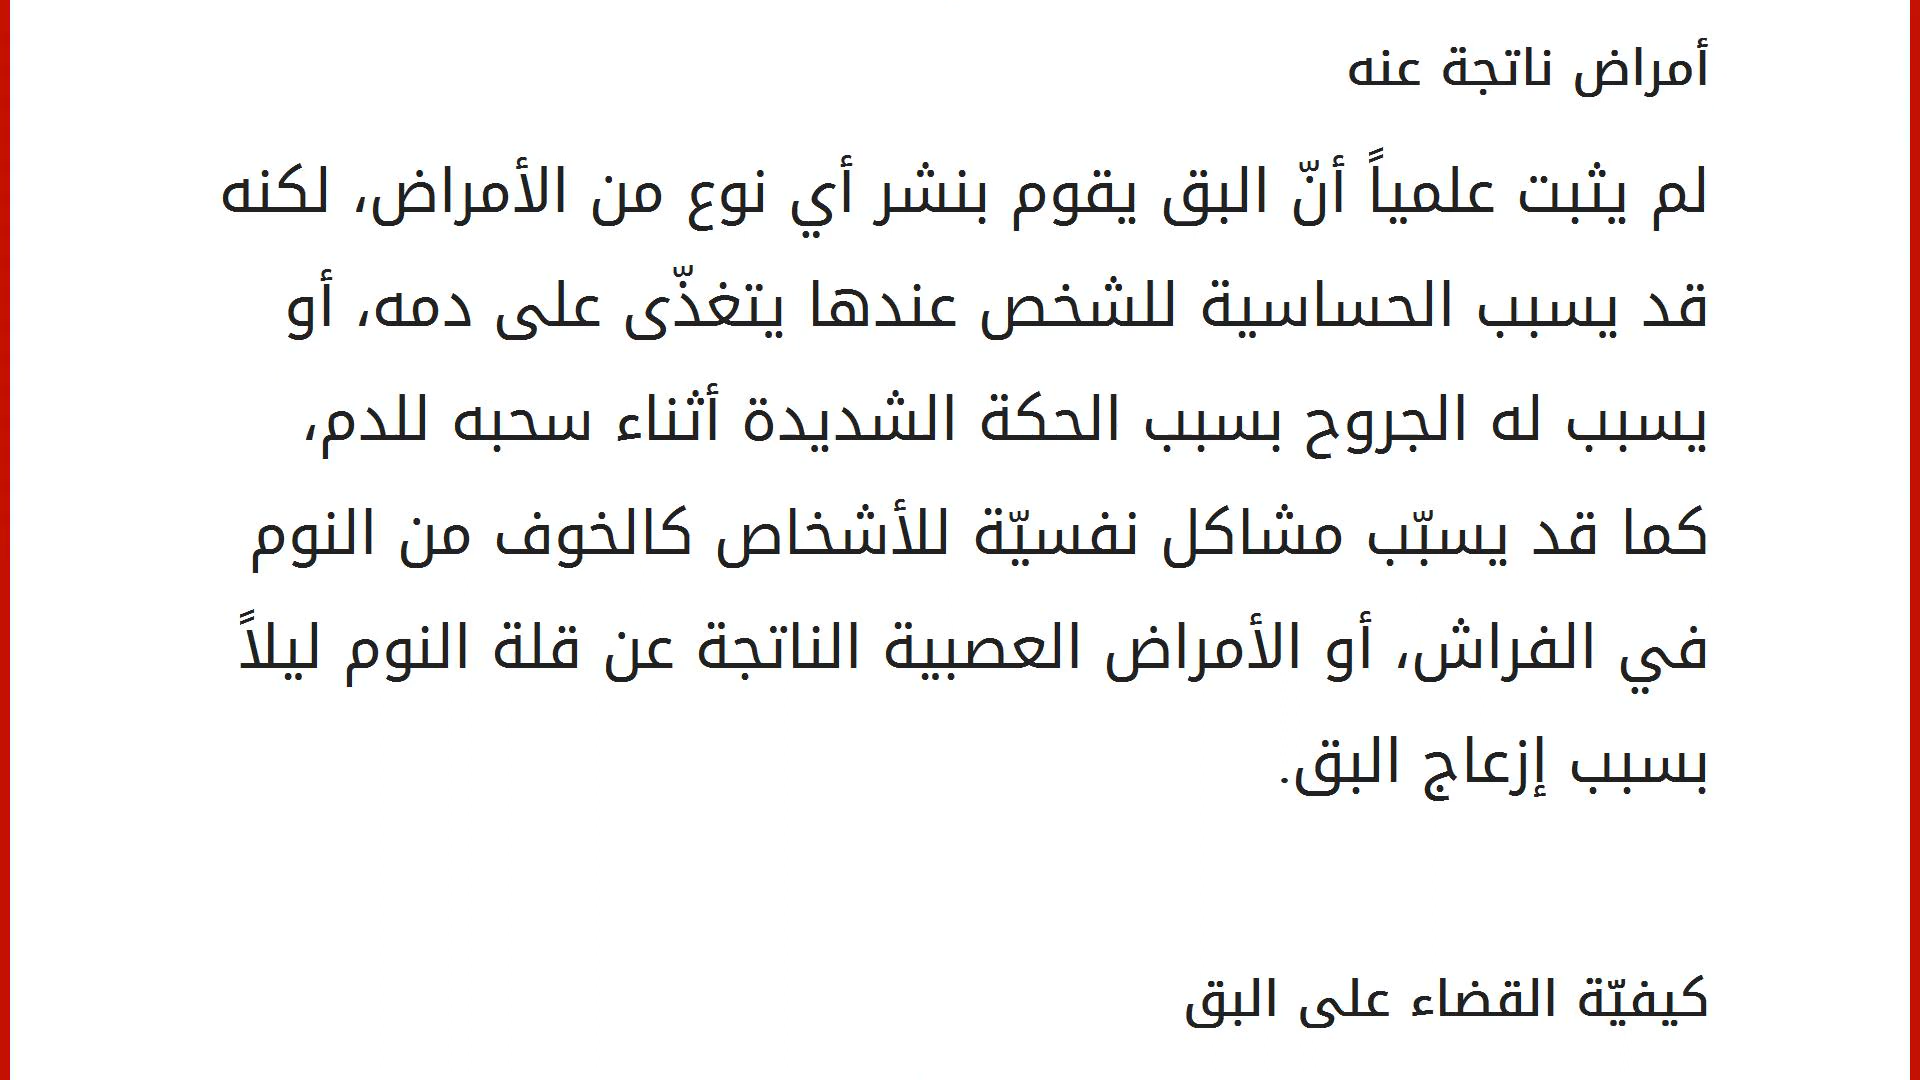 أمراض ناتجة عنه
لم يثبت علمياً أنّ البق يقوم بنشر أي نوع من الأمراض، لكنه
قد يسبب الحساسية للشخص عندها يتغذّى على دمه، أو
يسبب له الجروح بسبب الحكة الشديدة أثناء سحبه للدم،
كما قد يسبّب مشاكل نفسيّة للأشخاص كالخوف من النوم
في الفراش، أو الأمراض العصبية الناتجة عن قلة النوم ليلاً
بسبب إزعاج البق.
كيفيّة القضاء على البق